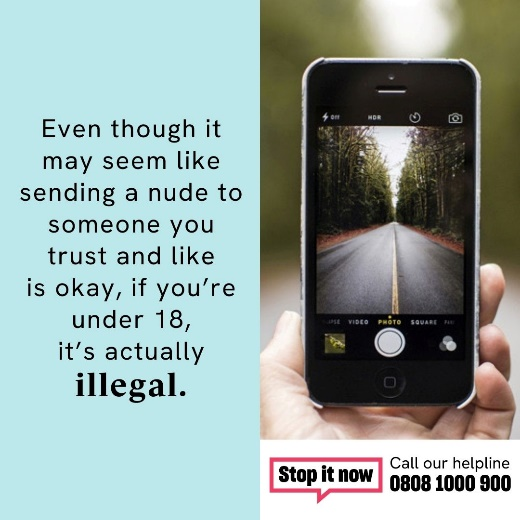 Even though it
may seem like
sending a nude to
someone you
trust and like
is okay, if you're
under 18,
it's actually
illegal.
Off HDR
VIDEO PHOTO SQUARE
Stop it now
Call our helpline
0808 1000 900